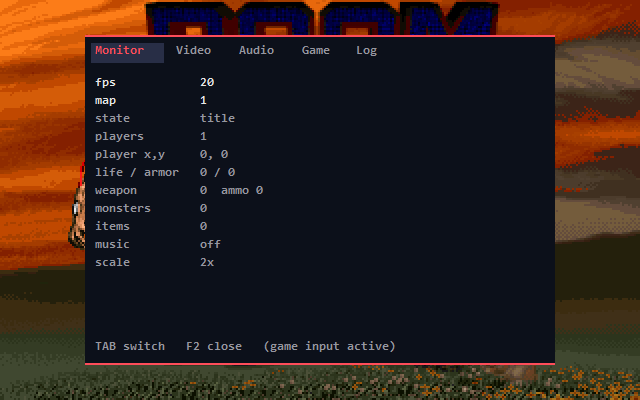 DOOM
Monitor Video Audio Game Log
fps 20
map 1
state title
players 1
player x,y 0, 0
life / armor 0 / 0
weapon 0 ammo 0
monsters 0
items 0
music off
scale 2x
TAB switch F2 close (game input active)